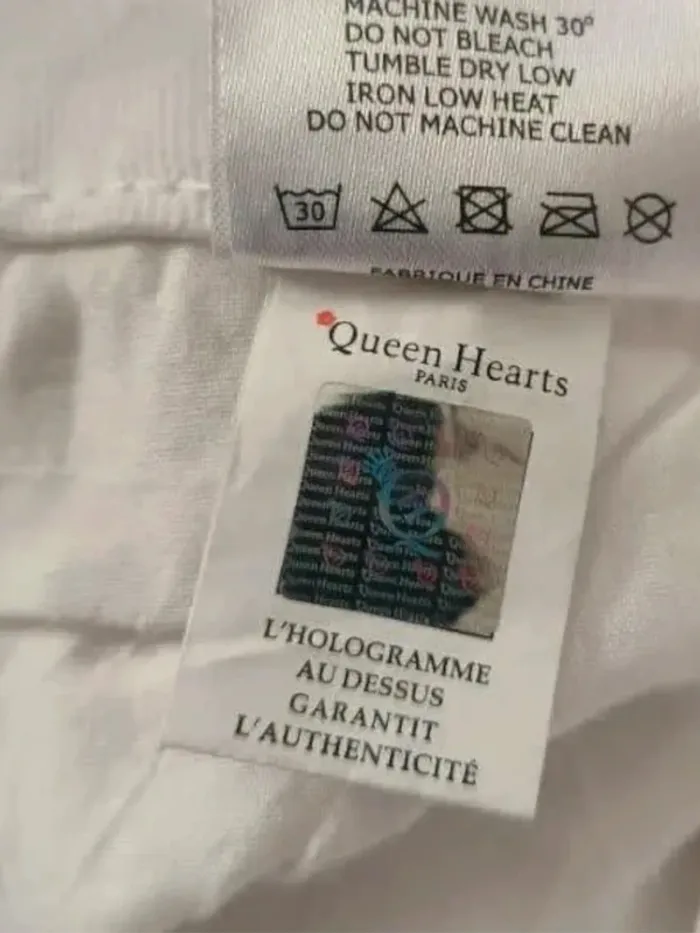 MACHINE WASH 30°
DO NOT BLEACH
TUMBLE DRY LOW
IRON LOW HEAT
DO NOT MACHINE CLEAN
30
FABRIQUE EN CHINE
Queen Hearts
PARIS
L'HOLOGRAMME
AU DESSUS
GARANTIT
L'AUTHENTICITÉ